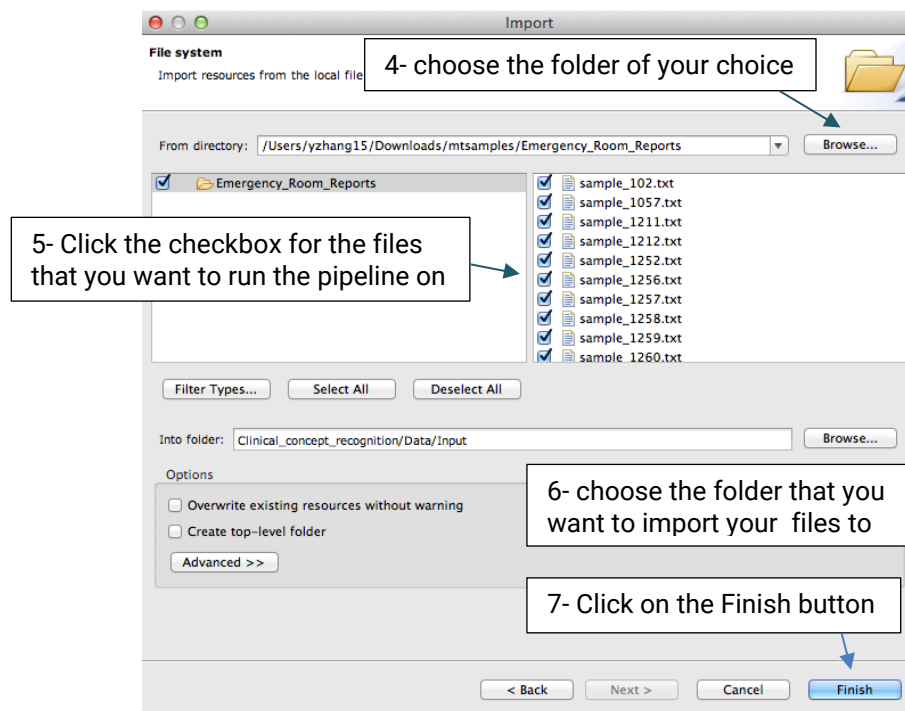 Import
File system
Import resources from the local file
4- choose the folder of your choice
From directory: /Users/yzhang15/Downloads/mtsamples/Emergency_Room_Reports Browse...
Emergency_Room_Reports
sample_102.txt
sample_1057.txt
sample_1211.txt
sample_1212.txt
sample_1252.txt
sample_1256.txt
sample_1257.txt
sample_1258.txt
sample_1259.txt
sample_1260.txt
5- Click the checkbox for the files
that you want to run the pipeline on
Filter Types... Select All Deselect All
Into folder: Clinical_concept_recognition/Data/Input Browse...
Options
Overwrite existing resources without warning
Create top-level folder
Advanced >>
6- choose the folder that you
want to import your files to
7- Click on the Finish button
< Back Next > Cancel Finish